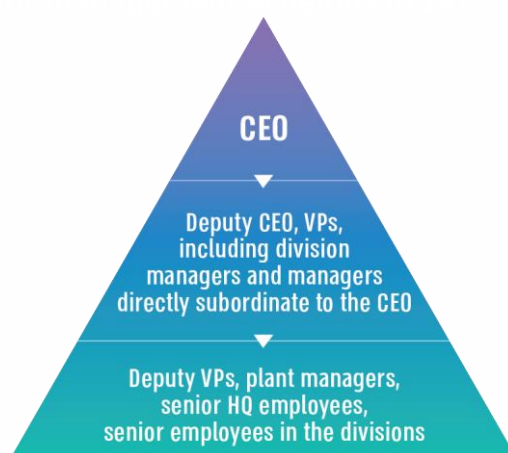 CEO
Deputy CEO, VPs,
including division
managers and managers
directly subordinate to the CEO
Deputy VPs, plant managers,
senior HQ employees,
senior employees in the divisions